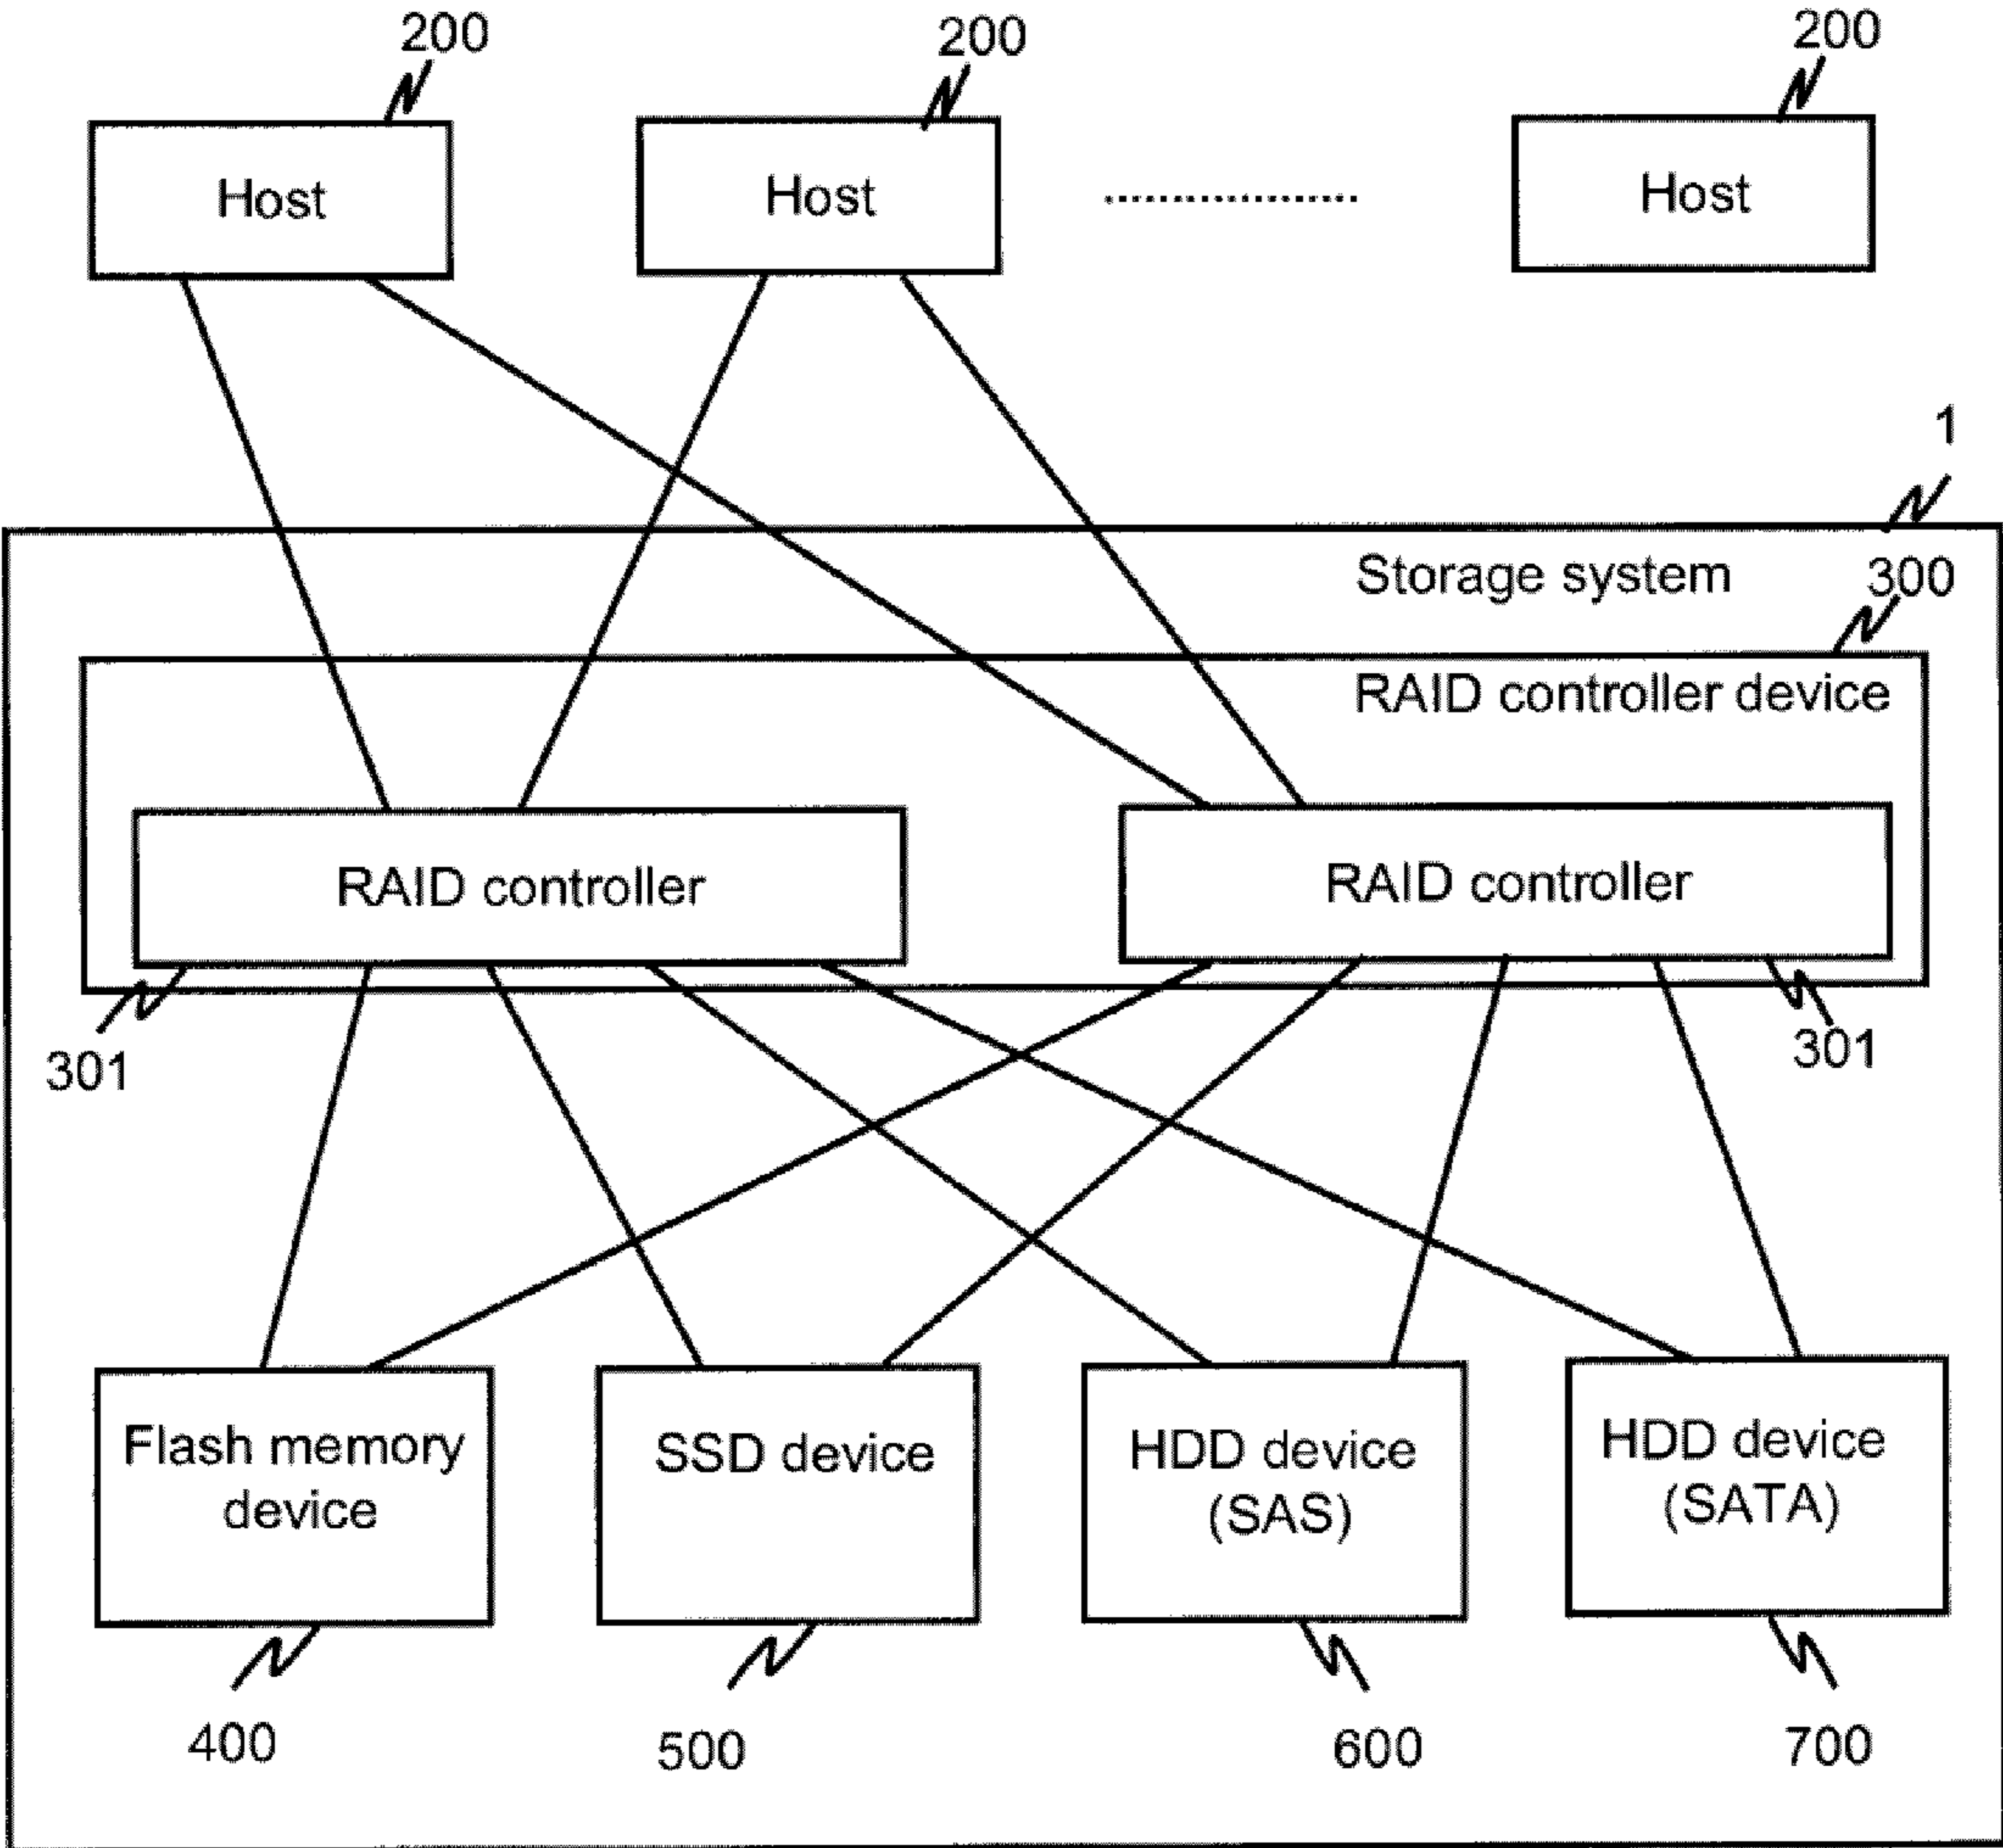 200
200
200
Host
Host
Host
1
Storage system
300
RAID controller device
RAID controller
RAID controller
301
301
Flash memory
device
SSD device
HDD device
(SAS)
HDD device
(SATA)
400
500
600
700